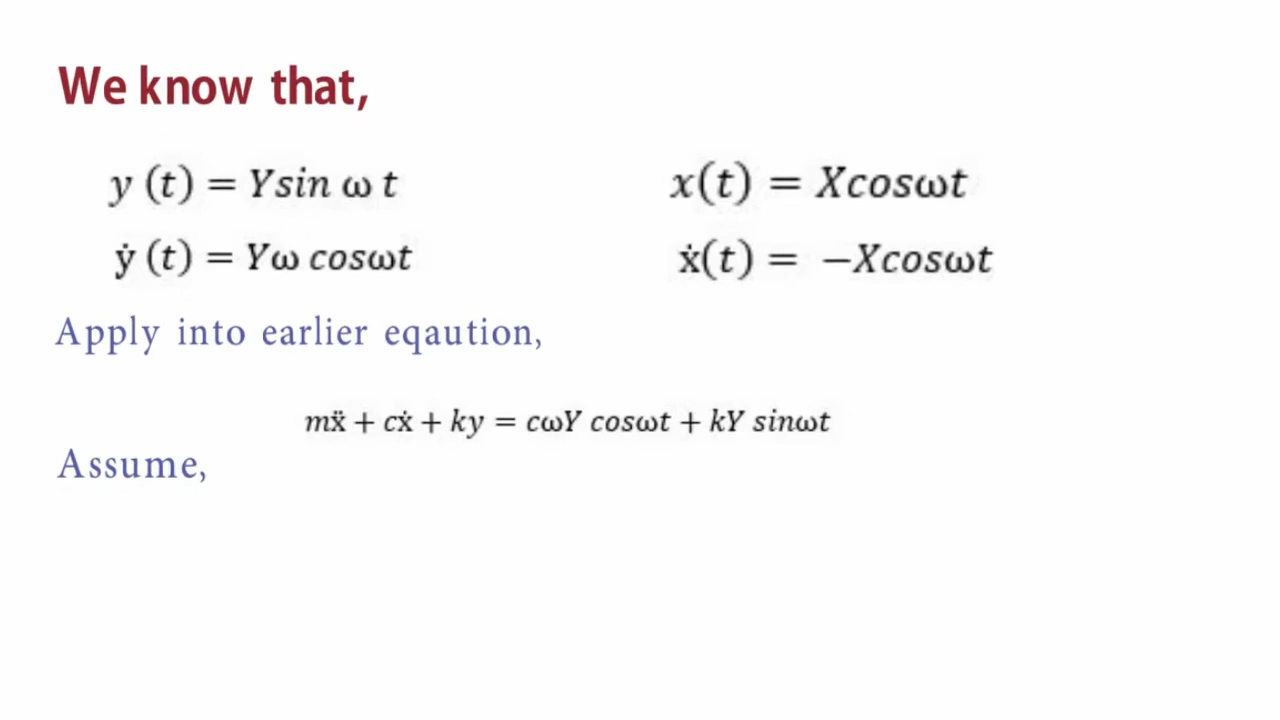 We know that,
y (t) = Ysin ω t
x(t) = Xcosωt
ẏ (t) = Yω cosωt
ẋ(t) = −Xcosωt
Apply into earlier eqaution,
mẍ + cẋ + ky = cωY cosωt + kY sinωt
Assume,